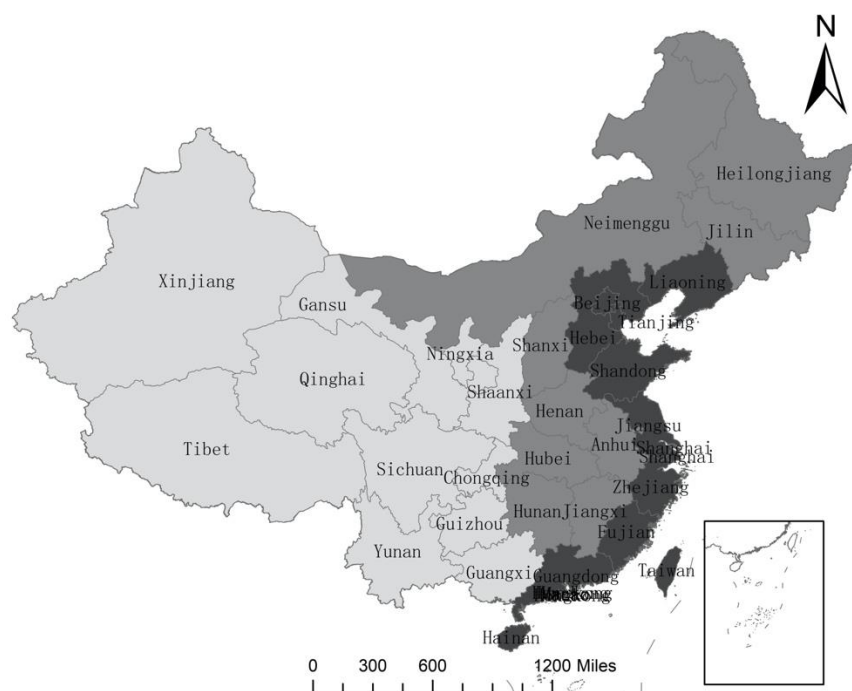 N
Heilongjiang
Neimenggu
Jilin
Xinjiang
Liaoning
Gansu
Beijing
Tianjing
Hebei
Ningxia
Shanxi
Shandong
Qinghai
Shaanxi
Henan
Jiangsu
Tibet
Anhui
Shanghai
Shanghai
Sichuan
Hubei
Chongqing
Zhejiang
Hunan
Jiangxi
Guizhou
Fujian
Yunan
Guangxi
Guangdong
Taiwan
Hainan
0 300 600 1200 Miles